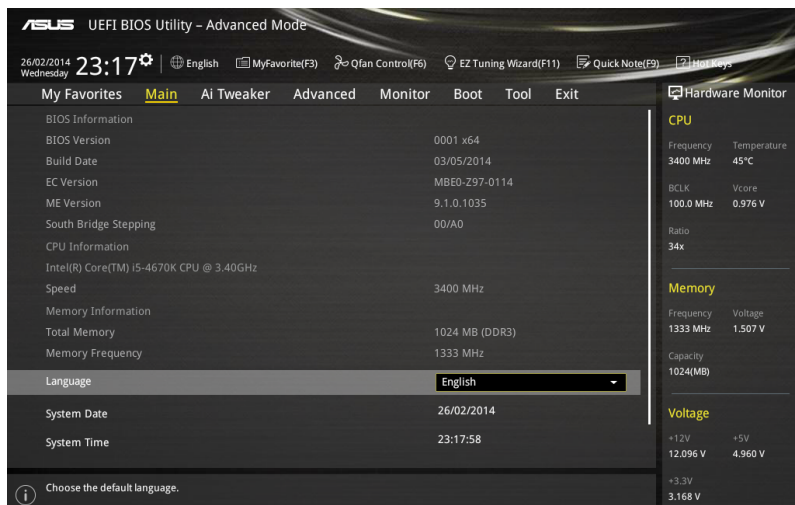 ASUS UEFI BIOS Utility – Advanced Mode
26/02/2014
Wednesday
23:17 English MyFavorite(F3) Qfan Control(F6) EZ Tuning Wizard(F11) Quick Note(F9) ? Hot Keys
My Favorites Main Ai Tweaker Advanced Monitor Boot Tool Exit
BIOS Information
BIOS Version 0001 x64
Build Date 03/05/2014
EC Version MBE0-Z97-0114
ME Version 9.1.0.1035
South Bridge Stepping 00/A0
CPU Information
Intel(R) Core(TM) i5-4670K CPU @ 3.40GHz
Speed 3400 MHz
Memory Information
Total Memory 1024 MB (DDR3)
Memory Frequency 1333 MHz
Language English
System Date 26/02/2014
System Time 23:17:58
i Choose the default language.
Hardware Monitor
CPU
Frequency Temperature
3400 MHz 45°C
BCLK Vcore
100.0 MHz 0.976 V
Ratio
34x
Memory
Frequency Voltage
1333 MHz 1.507 V
Capacity
1024(MB)
Voltage
+12V +5V
12.096 V 4.960 V
+3.3V
3.168 V